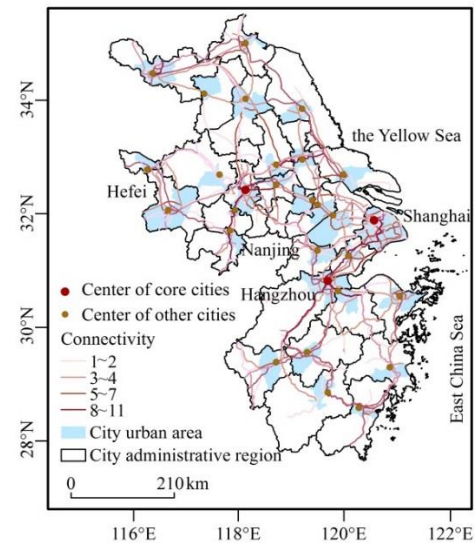 34°N
32°N
30°N
28°N
the Yellow Sea
Hefei
Shanghai
Nanjing
Hangzhou
East China Sea
Center of core cities
Center of other cities
Connectivity
1~2
3~4
5~7
8~11
City urban area
City administrative region
0 210 km
116°E 118°E 120°E 122°E